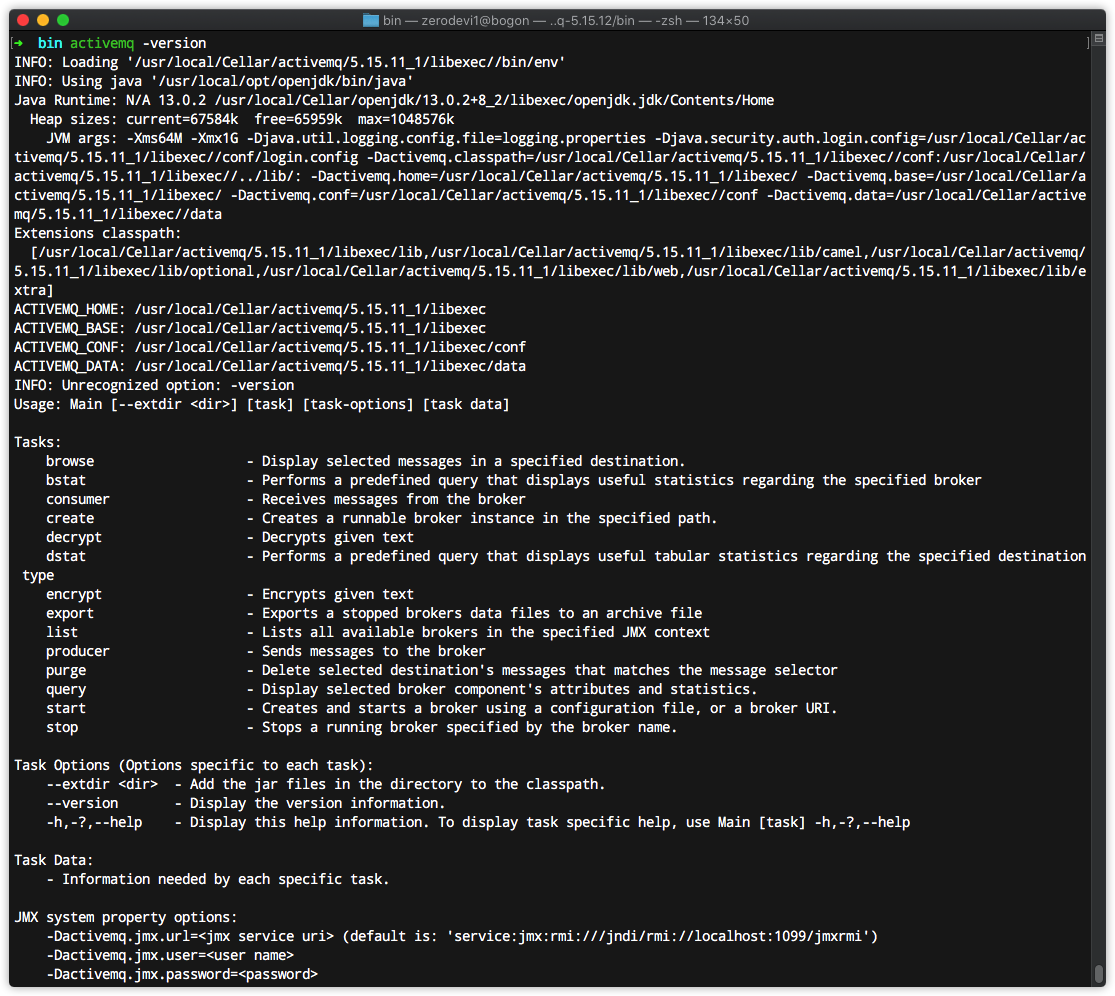 bin — zerodevi1@bogon — ..q-5.15.12/bin — -zsh — 134×50
[➜  bin activemq -version ]
INFO: Loading '/usr/local/Cellar/activemq/5.15.11_1/libexec//bin/env'
INFO: Using java '/usr/local/opt/openjdk/bin/java'
Java Runtime: N/A 13.0.2 /usr/local/Cellar/openjdk/13.0.2+8_2/libexec/openjdk.jdk/Contents/Home
  Heap sizes: current=67584k  free=65959k  max=1048576k
    JVM args: -Xms64M -Xmx1G -Djava.util.logging.config.file=logging.properties -Djava.security.auth.login.config=/usr/local/Cellar/ac
tivemq/5.15.11_1/libexec//conf/login.config -Dactivemq.classpath=/usr/local/Cellar/activemq/5.15.11_1/libexec//conf:/usr/local/Cellar/
activemq/5.15.11_1/libexec//../lib/: -Dactivemq.home=/usr/local/Cellar/activemq/5.15.11_1/libexec/ -Dactivemq.base=/usr/local/Cellar/a
ctivemq/5.15.11_1/libexec/ -Dactivemq.conf=/usr/local/Cellar/activemq/5.15.11_1/libexec//conf -Dactivemq.data=/usr/local/Cellar/active
mq/5.15.11_1/libexec//data
Extensions classpath:
  [/usr/local/Cellar/activemq/5.15.11_1/libexec/lib,/usr/local/Cellar/activemq/5.15.11_1/libexec/lib/camel,/usr/local/Cellar/activemq/
5.15.11_1/libexec/lib/optional,/usr/local/Cellar/activemq/5.15.11_1/libexec/lib/web,/usr/local/Cellar/activemq/5.15.11_1/libexec/lib/e
xtra]
ACTIVEMQ_HOME: /usr/local/Cellar/activemq/5.15.11_1/libexec
ACTIVEMQ_BASE: /usr/local/Cellar/activemq/5.15.11_1/libexec
ACTIVEMQ_CONF: /usr/local/Cellar/activemq/5.15.11_1/libexec/conf
ACTIVEMQ_DATA: /usr/local/Cellar/activemq/5.15.11_1/libexec/data
INFO: Unrecognized option: -version
Usage: Main [--extdir <dir>] [task] [task-options] [task data]

Tasks:
    browse                   - Display selected messages in a specified destination.
    bstat                    - Performs a predefined query that displays useful statistics regarding the specified broker
    consumer                 - Receives messages from the broker
    create                   - Creates a runnable broker instance in the specified path.
    decrypt                  - Decrypts given text
    dstat                    - Performs a predefined query that displays useful tabular statistics regarding the specified destination
 type
    encrypt                  - Encrypts given text
    export                   - Exports a stopped brokers data files to an archive file
    list                     - Lists all available brokers in the specified JMX context
    producer                 - Sends messages to the broker
    purge                    - Delete selected destination's messages that matches the message selector
    query                    - Display selected broker component's attributes and statistics.
    start                    - Creates and starts a broker using a configuration file, or a broker URI.
    stop                     - Stops a running broker specified by the broker name.

Task Options (Options specific to each task):
    --extdir <dir>  - Add the jar files in the directory to the classpath.
    --version       - Display the version information.
    -h,-?,--help    - Display this help information. To display task specific help, use Main [task] -h,-?,--help

Task Data:
    - Information needed by each specific task.

JMX system property options:
    -Dactivemq.jmx.url=<jmx service uri> (default is: 'service:jmx:rmi:///jndi/rmi://localhost:1099/jmxrmi')
    -Dactivemq.jmx.user=<user name>
    -Dactivemq.jmx.password=<password>